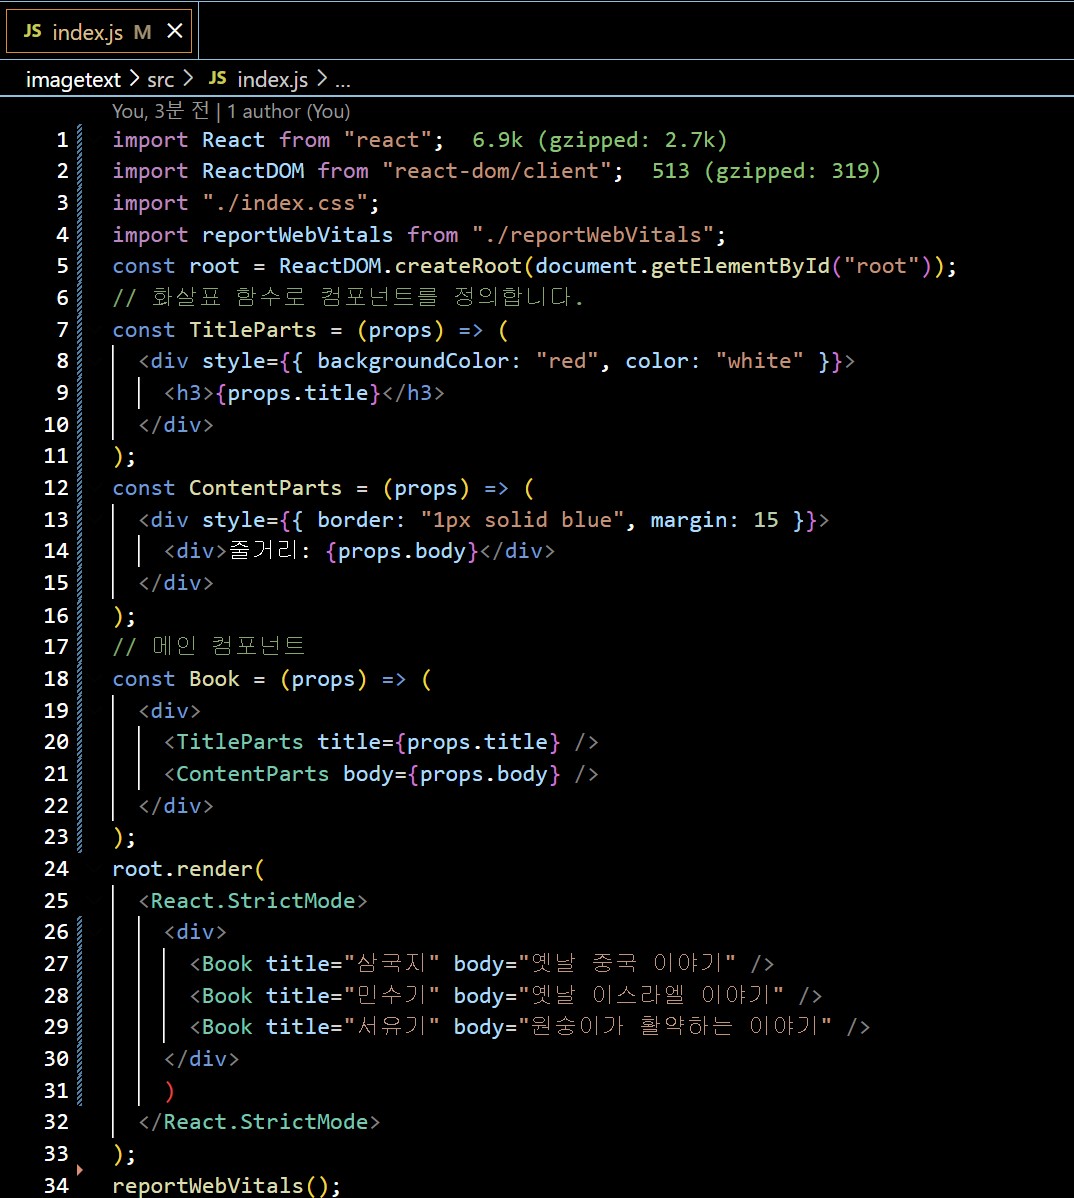 JS index.js M ×
imagetext > src > JS index.js > ...
You, 3분 전 | 1 author (You)
1 import React from "react"; 6.9k (gzipped: 2.7k)
2 import ReactDOM from "react-dom/client"; 513 (gzipped: 319)
3 import "./index.css";
4 import reportWebVitals from "./reportWebVitals";
5 const root = ReactDOM.createRoot(document.getElementById("root"));
6 // 화살표 함수로 컴포넌트를 정의합니다.
7 const TitleParts = (props) => (
8   <div style={{ backgroundColor: "red", color: "white" }}>
9     <h3>{props.title}</h3>
10   </div>
11 );
12 const ContentParts = (props) => (
13   <div style={{ border: "1px solid blue", margin: 15 }}>
14     <div>줄거리: {props.body}</div>
15   </div>
16 );
17 // 메인 컴포넌트
18 const Book = (props) => (
19   <div>
20     <TitleParts title={props.title} />
21     <ContentParts body={props.body} />
22   </div>
23 );
24 root.render(
25   <React.StrictMode>
26     <div>
27       <Book title="삼국지" body="옛날 중국 이야기" />
28       <Book title="민수기" body="옛날 이스라엘 이야기" />
29       <Book title="서유기" body="원숭이가 활약하는 이야기" />
30     </div>
31     )
32   </React.StrictMode>
33 );
34 reportWebVitals();